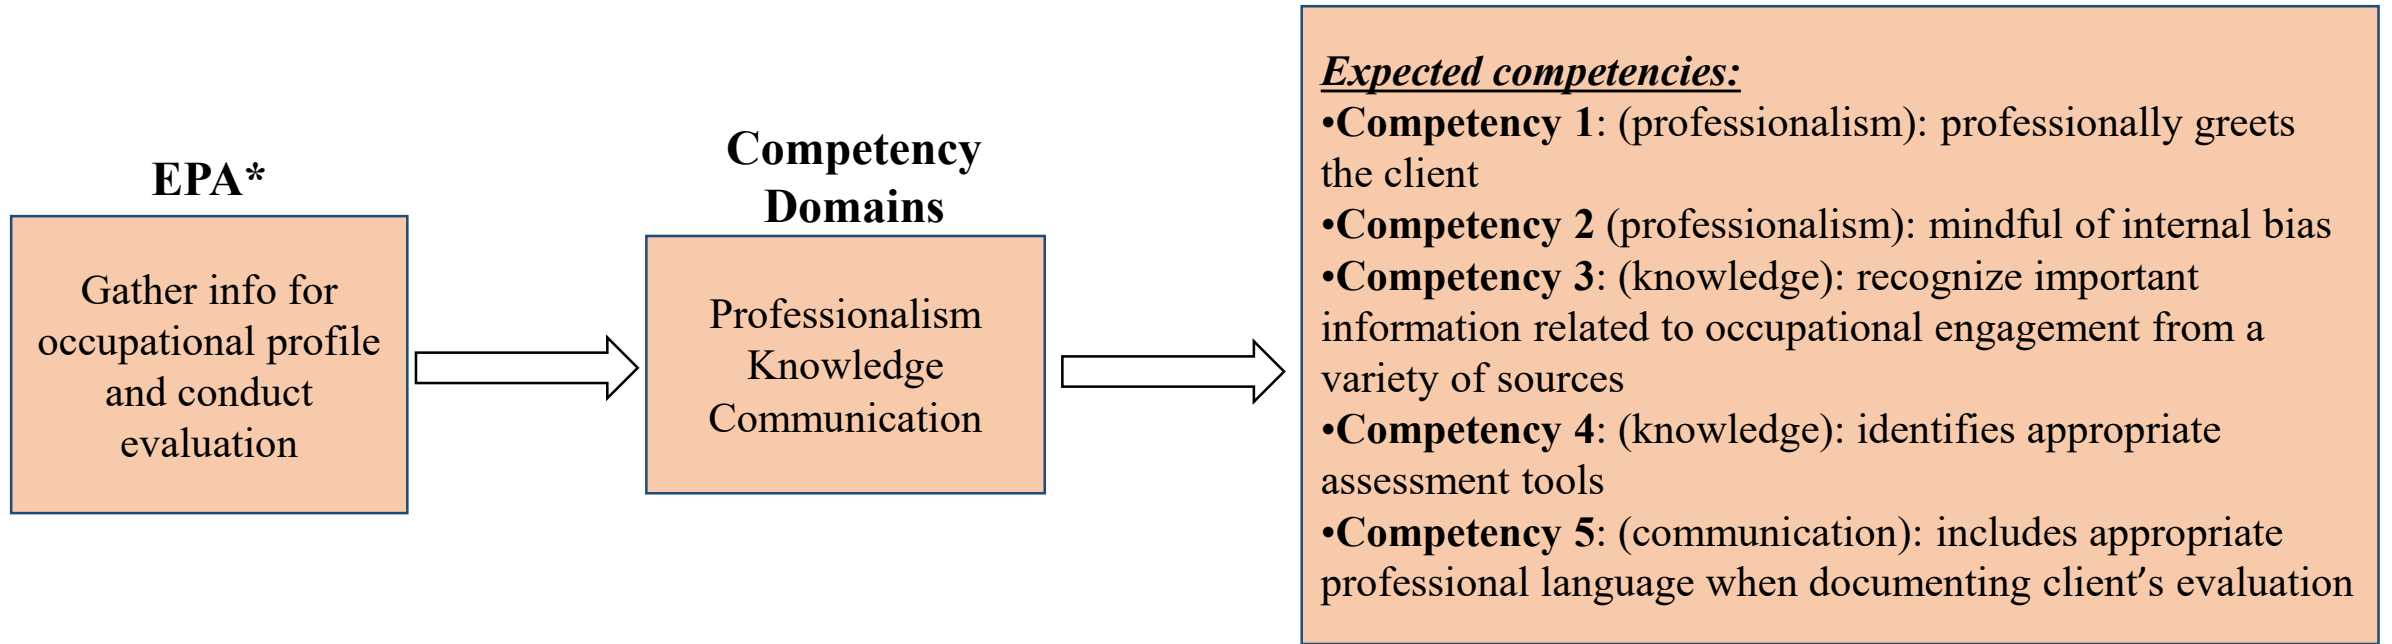 EPA*
Gather info for
occupational profile
and conduct
evaluation
Competency
Domains
Professionalism
Knowledge
Communication
Expected competencies:
•Competency 1: (professionalism): professionally greets
the client
•Competency 2 (professionalism): mindful of internal bias
•Competency 3: (knowledge): recognize important
information related to occupational engagement from a
variety of sources
•Competency 4: (knowledge): identifies appropriate
assessment tools
•Competency 5: (communication): includes appropriate
professional language when documenting client’s evaluation